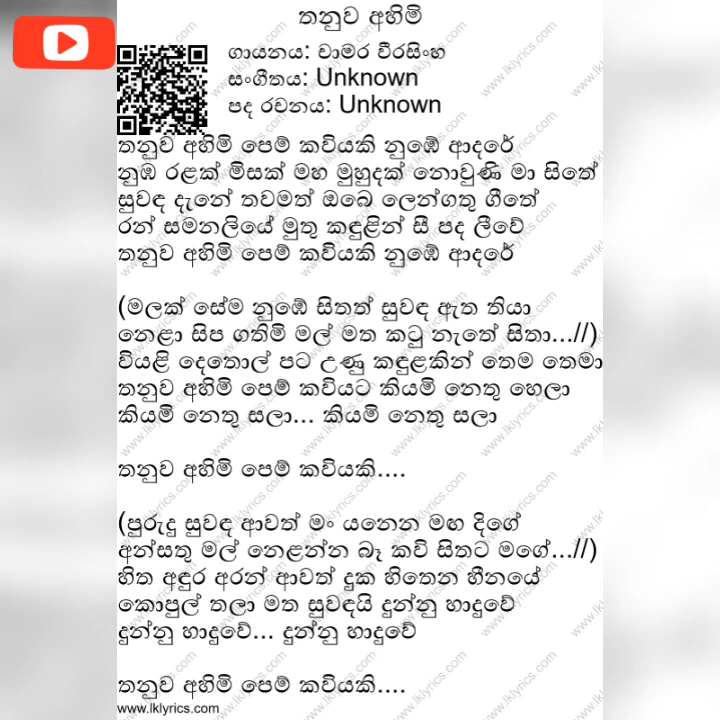 තනුව අහිමි
ගායනය: චාමර වීරසිංහ
සංගීතය: Unknown
පද රචනය: Unknown
තනුව අහිමි පෙම් කවියකි නුඹේ ආදරේ
නුඹ රළක් මිසක් මහ මුහුදක් නොවුණි මා සිතේ
සුවඳ දැනේ තවමත් ඔබෙ ලෙන්ගතු ගීතේ
රන් සමනලියේ මුතු කඳුළින් සී පද ලීවේ
තනුව අහිමි පෙම් කවියකි නුඹේ ආදරේ
(මලක් සේම නුඹේ සිතත් සුවඳ ඇත තියා
නෙළා සිප ගතිමි මල් මත කටු නැතේ සිතා...//)
වියළි දෙතොල් පට උණු කඳුළකින් තෙම තෙමා
තනුව අහිමි පෙම් කවියට කියමි නෙතු හෙලා
කියමි නෙතු සලා... කියමි නෙතු සලා
තනුව අහිමි පෙම් කවියකි....
(පුරුදු සුවඳ ආවත් මං යනෙන මඟ දිගේ
අන්සතු මල් නෙළන්න බෑ කවි සිතට මගේ...//)
හිත අඳුර අරන් ආවත් දුක හිතෙන හීනයේ
කොපුල් තලා මත සුවඳයි දුන්නු හාදුවේ
දුන්නු හාදුවේ... දුන්නු හාදුවේ
තනුව අහිමි පෙම් කවියකි....
www.lklyrics.com